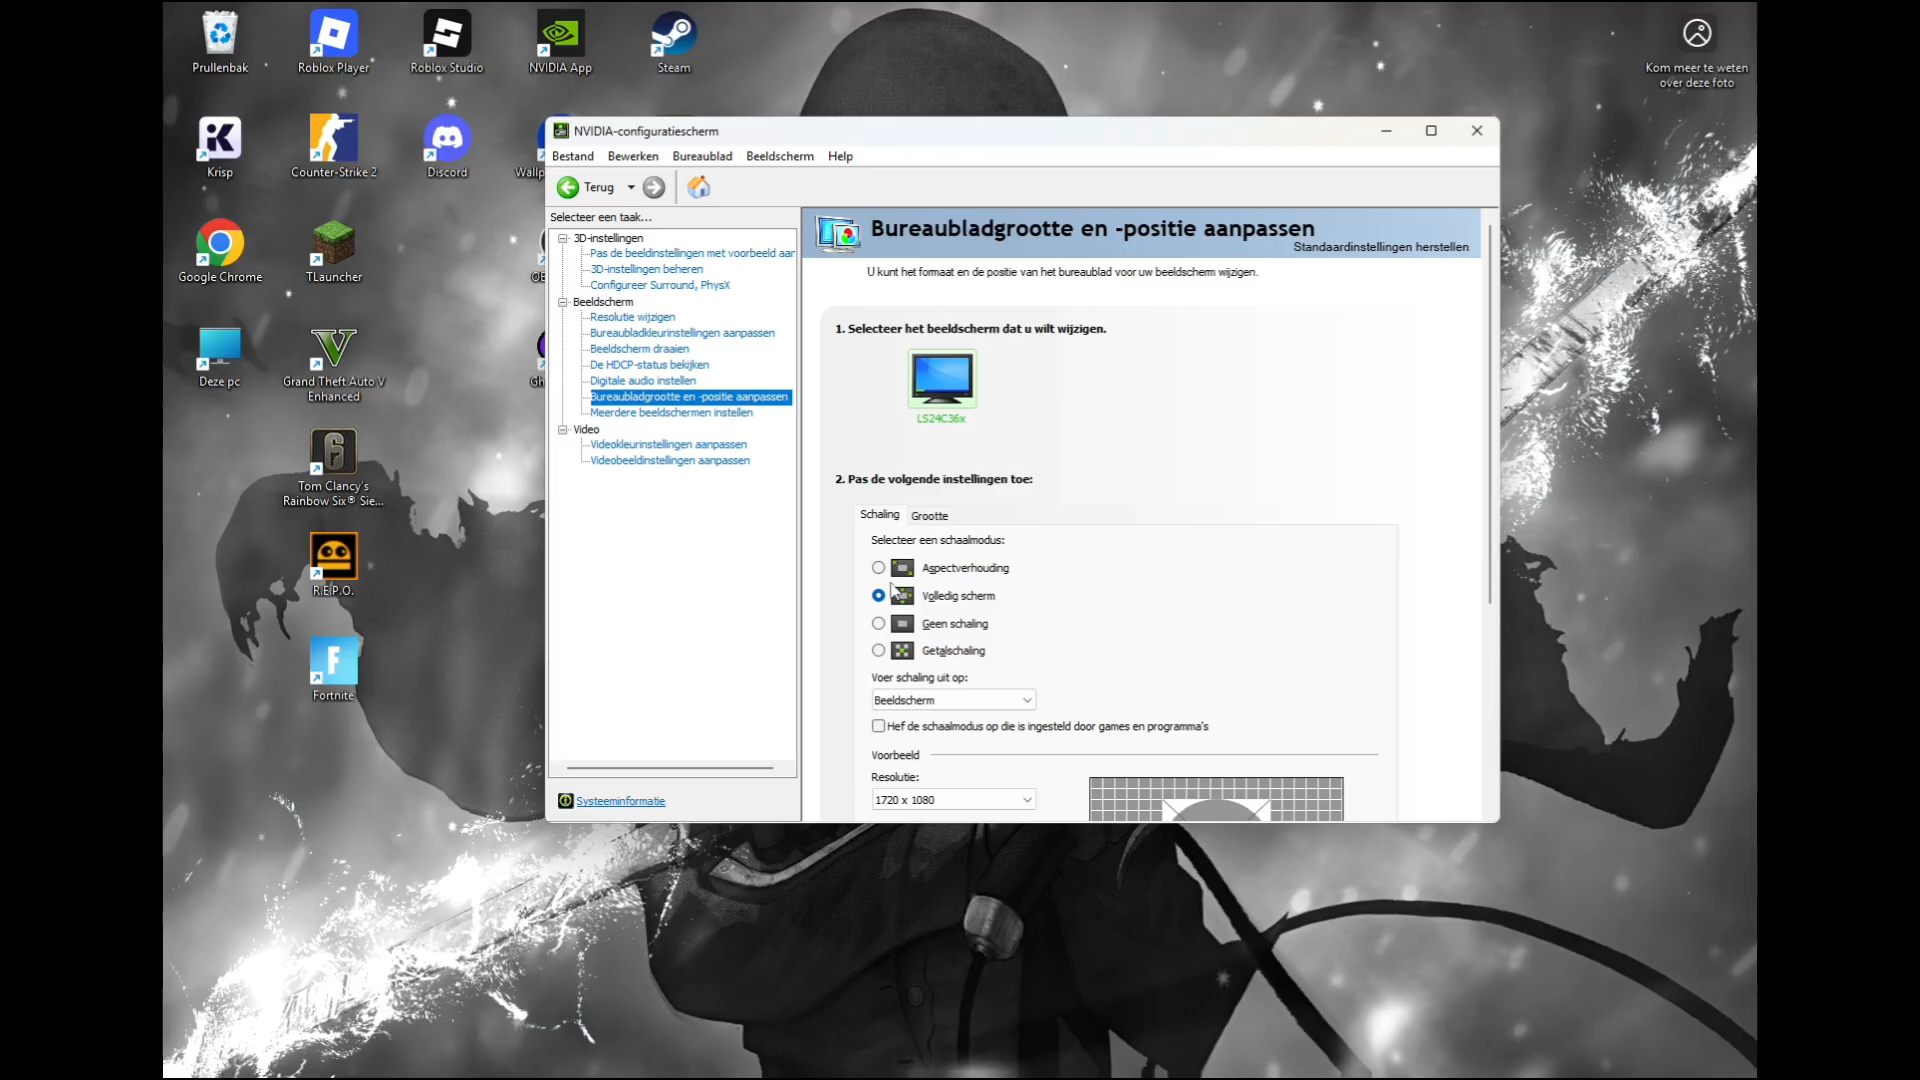 Prullenbak
Roblox Player
Roblox Studio
NVIDIA App
Steam
Kom meer te weten
over deze foto
Krisp
Counter-Strike 2
Discord
Google Chrome
TLauncher
Deze pc
Grand Theft Auto V
Enhanced
Tom Clancy's
Rainbow Six® Sie...
R.E.P.O.
Fortnite
NVIDIA-configuratiescherm
Bestand Bewerken Bureaublad Beeldscherm Help
Terug
Selecteer een taak...
3D-instellingen
Pas de beeldinstellingen met voorbeeld aan
3D-instellingen beheren
Configureer Surround, PhysX
Beeldscherm
Resolutie wijzigen
Bureaubladkleurinstellingen aanpassen
Beeldscherm draaien
De HDCP-status bekijken
Digitale audio instellen
Bureaubladgrootte en -positie aanpassen
Meerdere beeldschermen instellen
Video
Videokleurinstellingen aanpassen
Videobeeldinstellingen aanpassen
Systeeminformatie
Bureaubladgrootte en -positie aanpassen
Standaardinstellingen herstellen
U kunt het formaat en de positie van het bureaublad voor uw beeldscherm wijzigen.
1. Selecteer het beeldscherm dat u wilt wijzigen.
LS24C36x
2. Pas de volgende instellingen toe:
Schaling Grootte
Selecteer een schaalmodus:
Aspectverhouding
Volledig scherm
Geen schaling
Getalschaling
Voer schaling uit op:
Beeldscherm
Hef de schaalmodus op die is ingesteld door games en programma's
Voorbeeld
Resolutie:
1720 x 1080